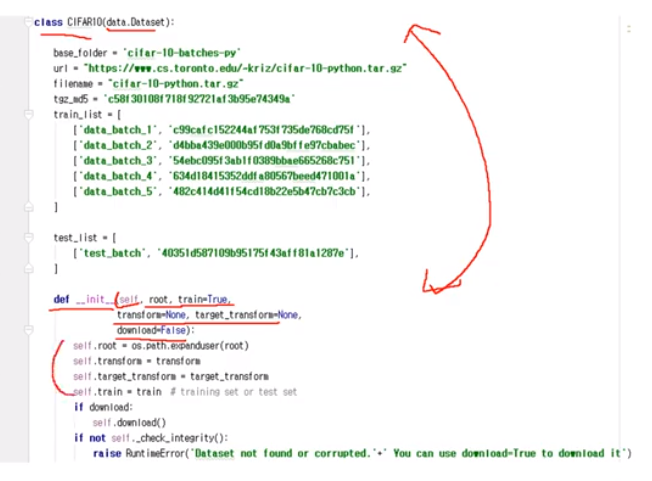 class CIFAR10(data.Dataset):
base_folder = 'cifar-10-batches-py'
url = "https://www.cs.toronto.edu/~kriz/cifar-10-python.tar.gz"
filename = "cifar-10-python.tar.gz"
tgz_md5 = 'c58f30108f718f92721af3b95e74349a'
train_list = [
['data_batch_1', 'c99cafc152244af753f735de768cd75f'],
['data_batch_2', 'd4bba439e000b95fd0a9bffe97cbabec'],
['data_batch_3', '54ebc095f3ab1f0389bbae665268c751'],
['data_batch_4', '634d18415352ddfa80567beed471001a'],
['data_batch_5', '482c414d41f54cd18b22e5b47cb7c3cb'],
]
test_list = [
['test_batch', '40351d587109b95175f43aff81a1287e'],
]
def __init__(self, root, train=True,
transform=None, target_transform=None,
download=False):
self.root = os.path.expanduser(root)
self.transform = transform
self.target_transform = target_transform
self.train = train # training set or test set
if download:
self.download()
if not self._check_integrity():
raise RuntimeError('Dataset not found or corrupted.'+' You can use download=True to download it')